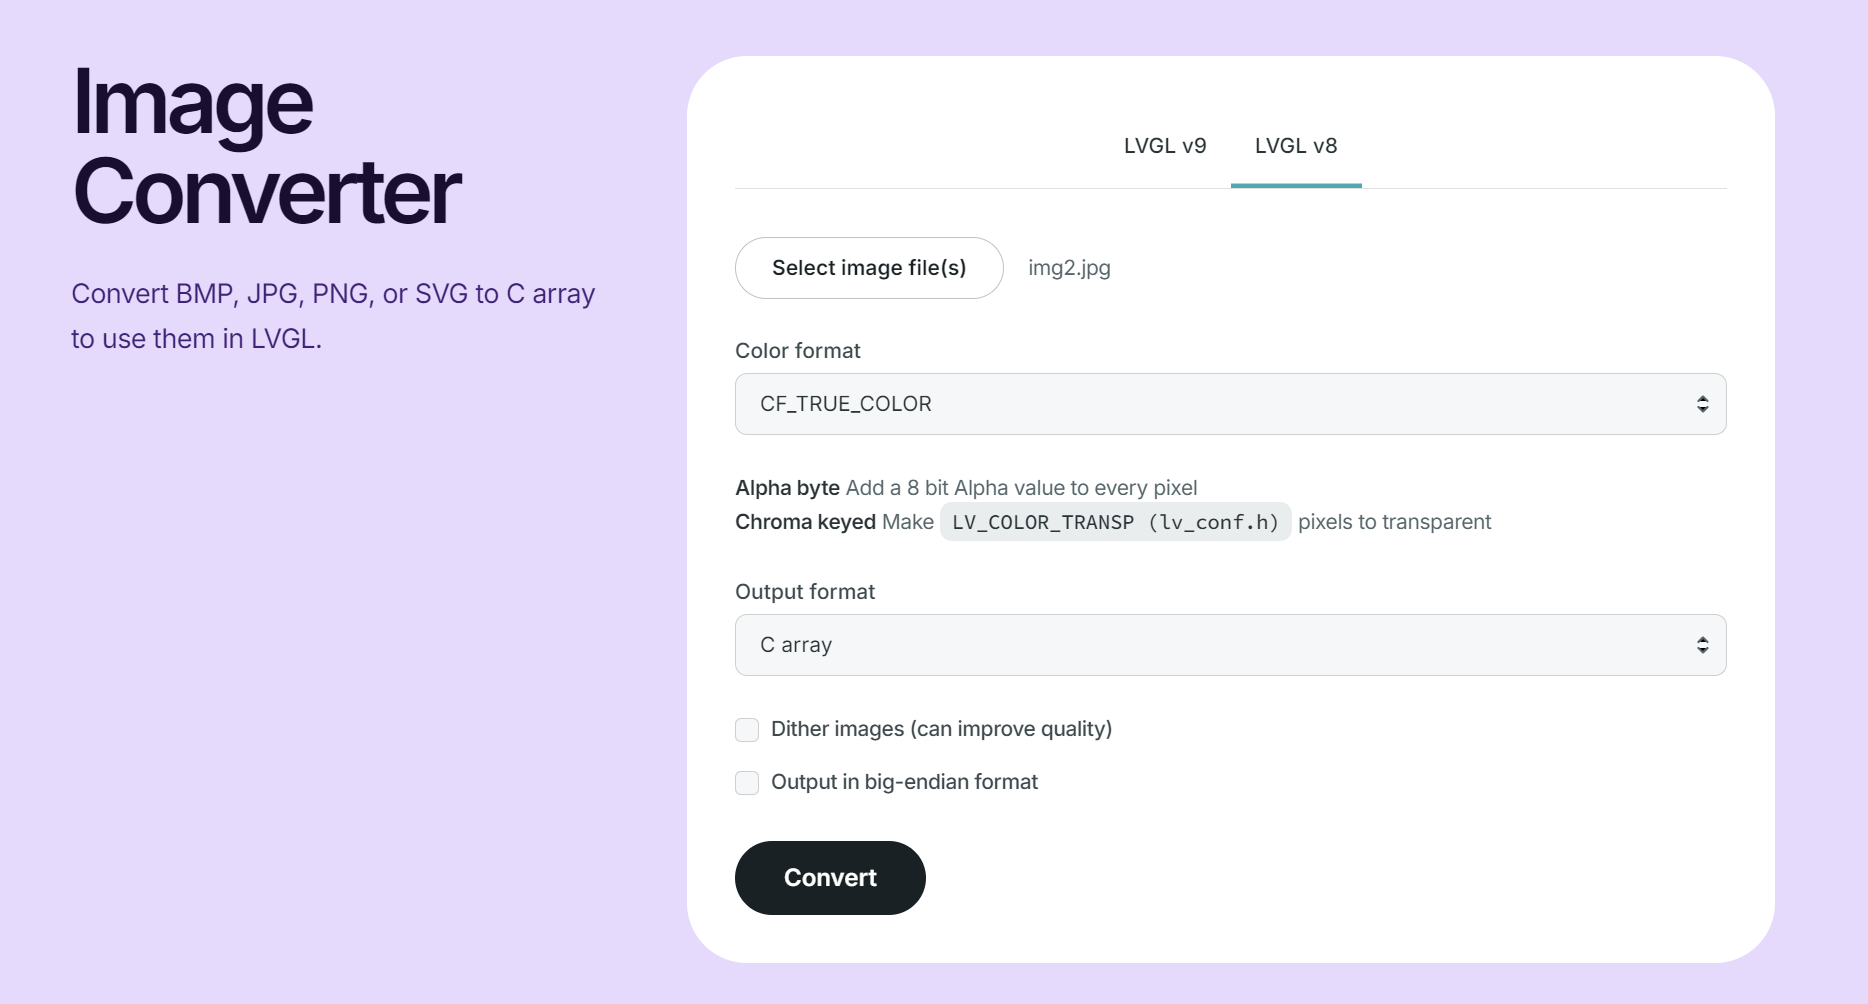 Image
Converter
Convert BMP, JPG, PNG, or SVG to C array
to use them in LVGL.
LVGL v9 LVGL v8
Select image file(s) img2.jpg
Color format
CF_TRUE_COLOR
Alpha byte Add a 8 bit Alpha value to every pixel
Chroma keyed Make LV_COLOR_TRANSP (lv_conf.h) pixels to transparent
Output format
C array
Dither images (can improve quality)
Output in big-endian format
Convert